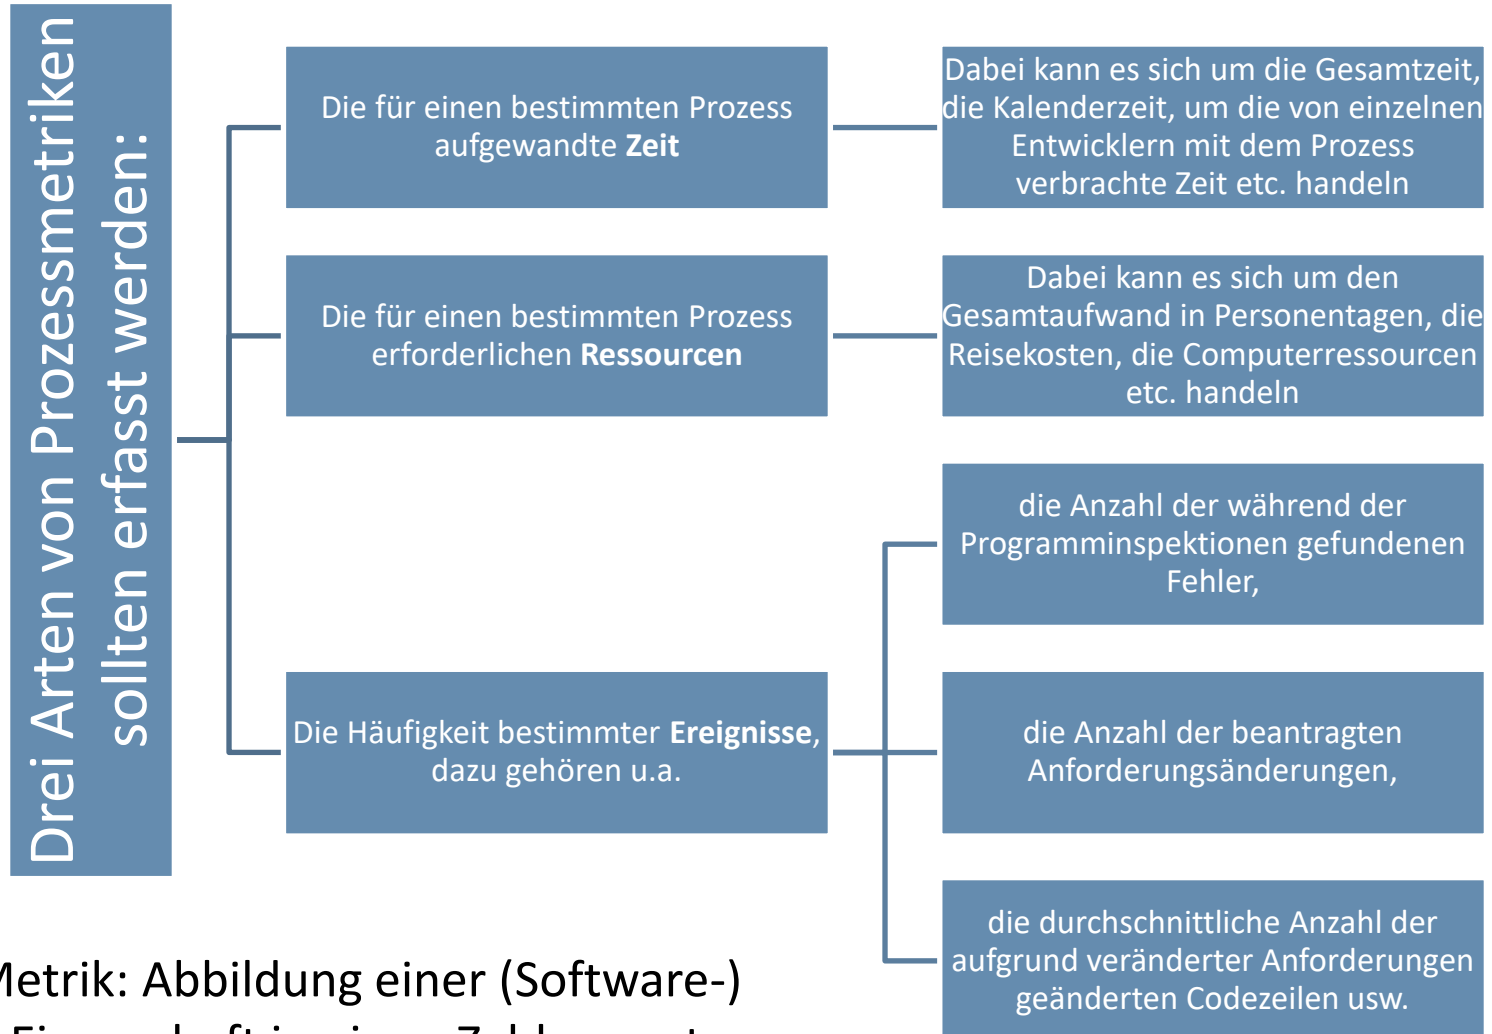 Drei Arten von Prozessmetriken
sollten erfasst werden:
Die für einen bestimmten Prozess
aufgewandte Zeit
Dabei kann es sich um die Gesamtzeit,
die Kalenderzeit, um die von einzelnen
Entwicklern mit dem Prozess
verbrachte Zeit etc. handeln
Die für einen bestimmten Prozess
erforderlichen Ressourcen
Dabei kann es sich um den
Gesamtaufwand in Personentagen, die
Reisekosten, die Computerressourcen
etc. handeln
Die Häufigkeit bestimmter Ereignisse,
dazu gehören u.a.
die Anzahl der während der
Programminspektionen gefundenen
Fehler,
die Anzahl der beantragten
Anforderungsänderungen,
die durchschnittliche Anzahl der
aufgrund veränderter Anforderungen
geänderten Codezeilen usw.
Metrik: Abbildung einer (Software-)